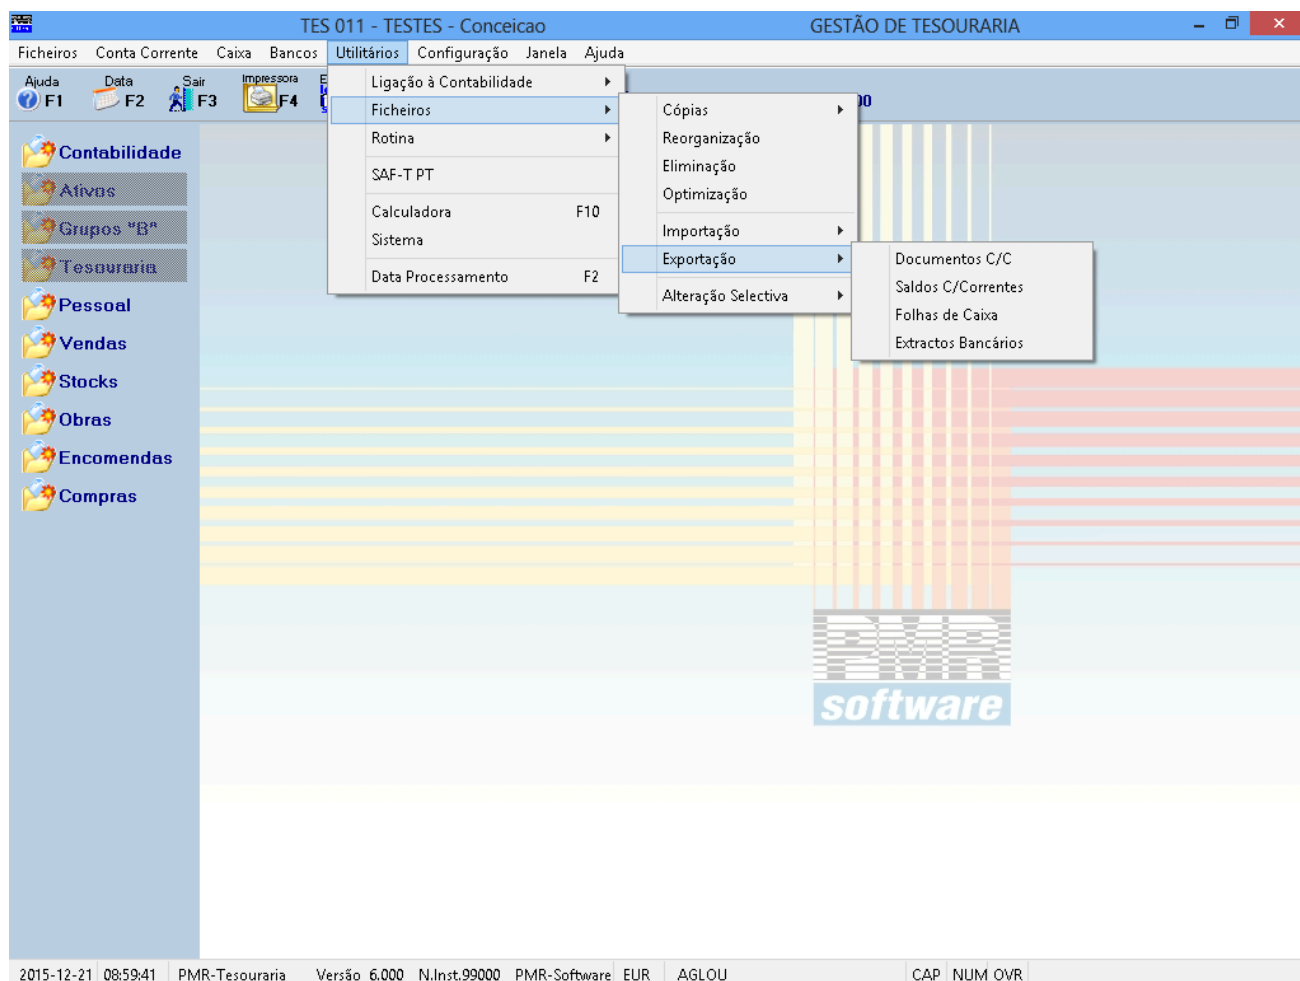 TES 011 - TESTES - Conceicao GESTÃO DE TESOURARIA
Ficheiros Conta Corrente Caixa Bancos Utilitários Configuração Janela Ajuda
Ajuda F1 Data F2 Sair F3 Impressora F4
Ligação à Contabilidade
Ficheiros
Rotina
SAF-T PT
Calculadora F10
Sistema
Data Processamento F2
Cópias
Reorganização
Eliminação
Optimização
Importação
Exportação
Alteração Selectiva
Documentos C/C
Saldos C/Correntes
Folhas de Caixa
Extractos Bancários
Contabilidade
Ativos
Grupos "B"
Tesouraria
Pessoal
Vendas
Stocks
Obras
Encomendas
Compras
PMR
software
2015-12-21 08:59:41 PMR-Tesouraria Versão 6.000 N.Inst.99000 PMR-Software EUR AGLOU CAP NUM OVR